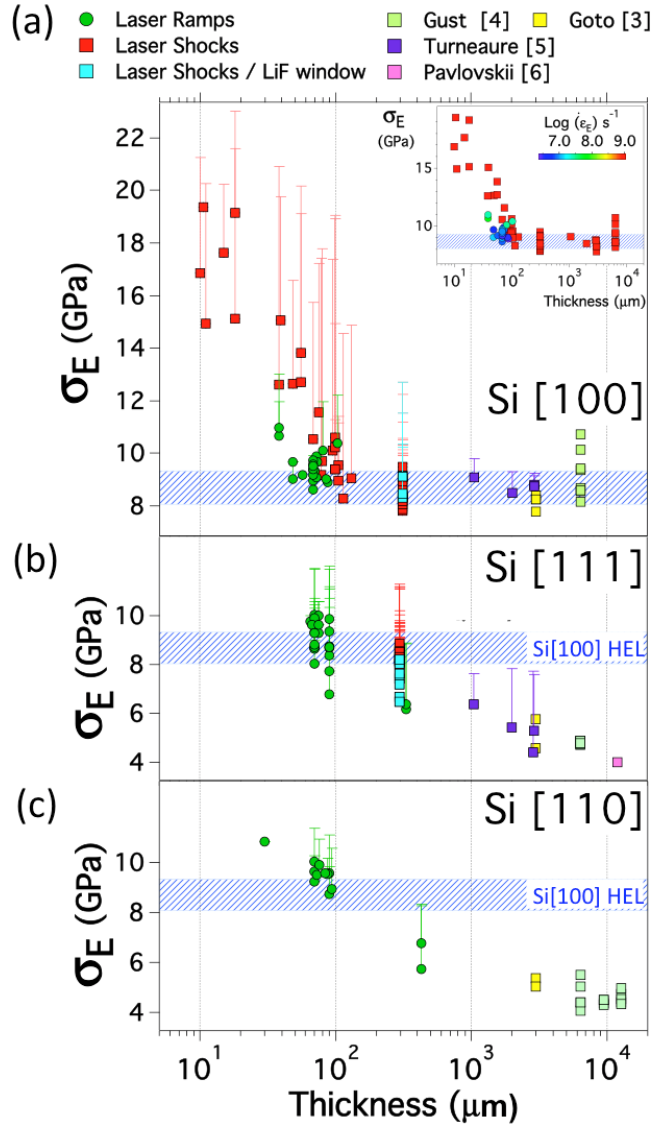 (a)
Laser Ramps
Laser Shocks
Laser Shocks / LiF window
Gust [4]
Turneaure [5]
Pavlovskii [6]
Goto [3]
22
20
18
16
14
12
10
8
σE (GPa)
σE
(GPa)
Log (ε̇E) s⁻¹
7.0 8.0 9.0
15
10
10¹ 10² 10³ 10⁴
Thickness (μm)
Si [100]
(b)
Si [111]
10
8
6
4
σE (GPa)
Si[100] HEL
(c)
Si [110]
10
8
6
4
σE (GPa)
Si[100] HEL
10¹ 10² 10³ 10⁴
Thickness (μm)